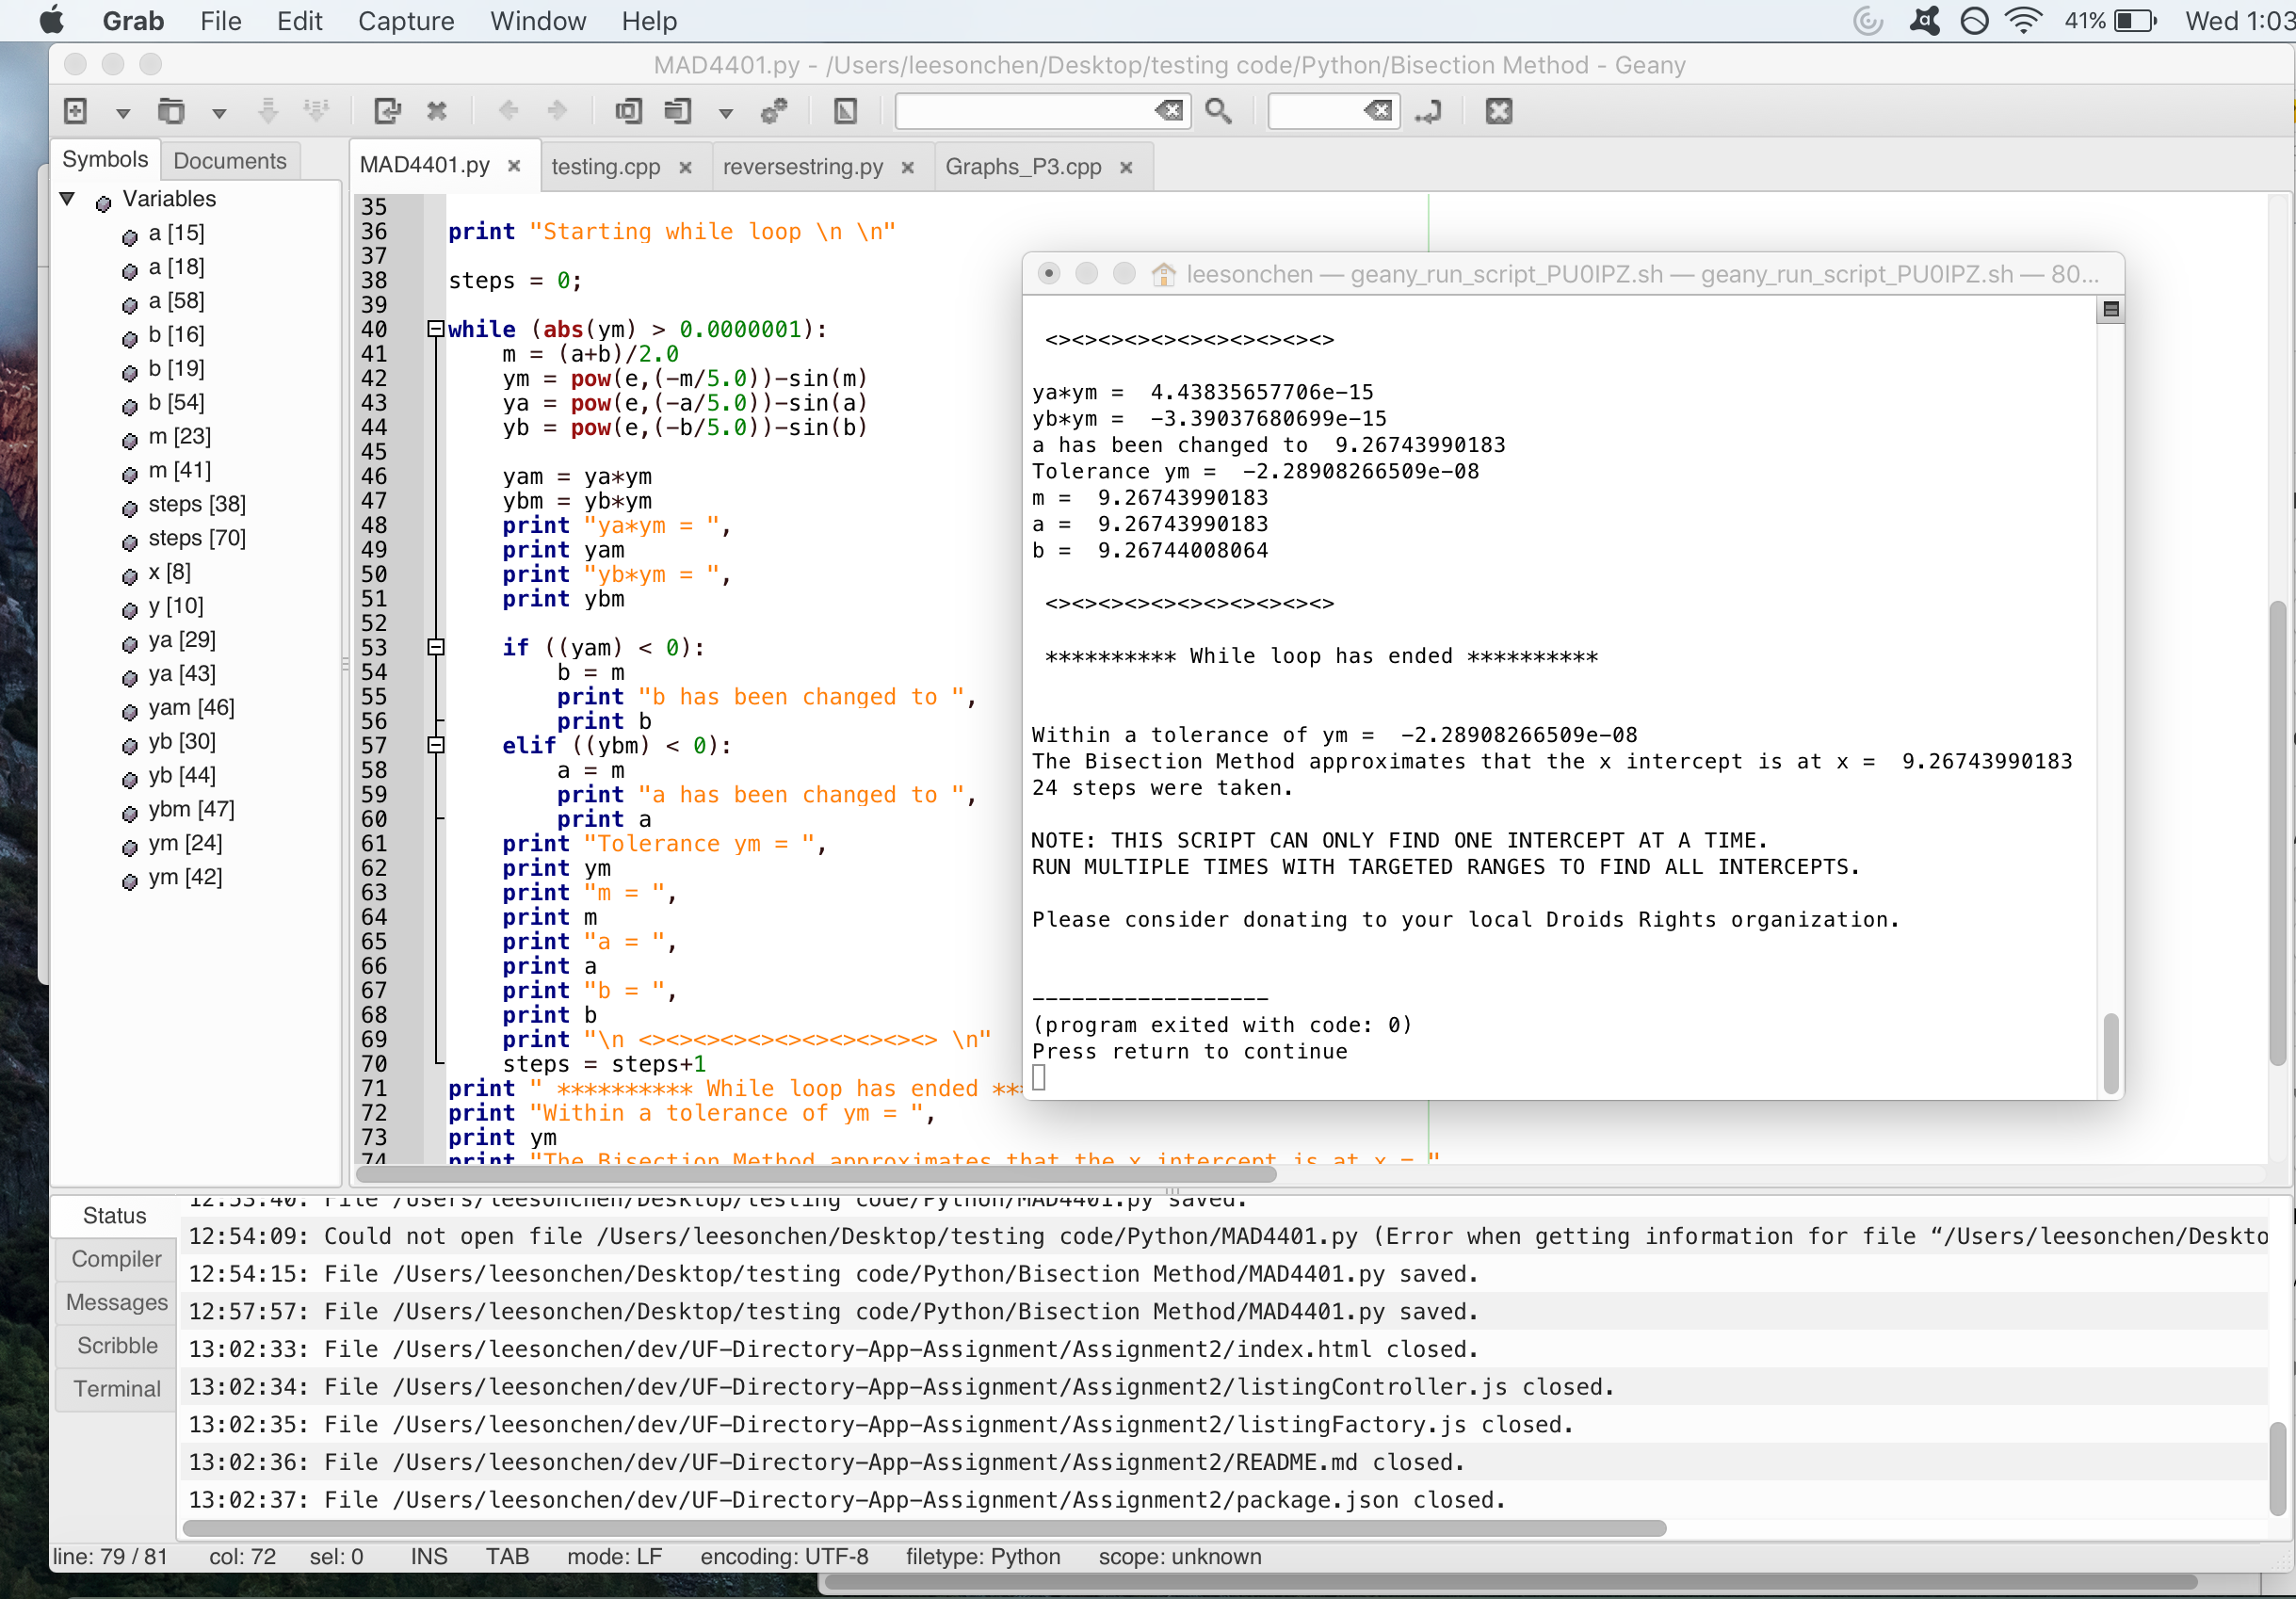 Grab File Edit Capture Window Help 41% Wed 1:03
MAD4401.py - /Users/leesonchen/Desktop/testing code/Python/Bisection Method - Geany
Symbols Documents
MAD4401.py testing.cpp reversestring.py Graphs_P3.cpp
Variables
a [15]
a [18]
a [58]
b [16]
b [19]
b [54]
m [23]
m [41]
steps [38]
steps [70]
x [8]
y [10]
ya [29]
ya [43]
yam [46]
yb [30]
yb [44]
ybm [47]
ym [24]
ym [42]
35
36 print "Starting while loop \n \n"
37
38 steps = 0;
39
40 while (abs(ym) > 0.0000001):
41 m = (a+b)/2.0
42 ym = pow(e,(-m/5.0))-sin(m)
43 ya = pow(e,(-a/5.0))-sin(a)
44 yb = pow(e,(-b/5.0))-sin(b)
45
46 yam = ya*ym
47 ybm = yb*ym
48 print "ya*ym = ",
49 print yam
50 print "yb*ym = ",
51 print ybm
52
53 if ((yam) < 0):
54 b = m
55 print "b has been changed to ",
56 print b
57 elif ((ybm) < 0):
58 a = m
59 print "a has been changed to ",
60 print a
61 print "Tolerance ym = ",
62 print ym
63 print "m = ",
64 print m
65 print "a = ",
66 print a
67 print "b = ",
68 print b
69 print "\n <><><><><><><><><><><> \n"
70 steps = steps+1
71 print " ********** While loop has ended **
72 print "Within a tolerance of ym = ",
73 print ym
74 print "The Bisection Method approximates that the x intercept is at x = "
leesonchen — geany_run_script_PU0IPZ.sh — geany_run_script_PU0IPZ.sh — 80...
<><><><><><><><><><><>
ya*ym = 4.43835657706e-15
yb*ym = -3.39037680699e-15
a has been changed to 9.26743990183
Tolerance ym = -2.28908266509e-08
m = 9.26743990183
a = 9.26743990183
b = 9.26744008064
<><><><><><><><><><><>
********** While loop has ended **********
Within a tolerance of ym = -2.28908266509e-08
The Bisection Method approximates that the x intercept is at x = 9.26743990183
24 steps were taken.
NOTE: THIS SCRIPT CAN ONLY FIND ONE INTERCEPT AT A TIME.
RUN MULTIPLE TIMES WITH TARGETED RANGES TO FIND ALL INTERCEPTS.
Please consider donating to your local Droids Rights organization.
------------------
(program exited with code: 0)
Press return to continue
Status
Compiler
Messages
Scribble
Terminal
12:53:40: File /Users/leesonchen/Desktop/testing code/Python/MAD4401.py saved.
12:54:09: Could not open file /Users/leesonchen/Desktop/testing code/Python/MAD4401.py (Error when getting information for file “/Users/leesonchen/Deskto
12:54:15: File /Users/leesonchen/Desktop/testing code/Python/Bisection Method/MAD4401.py saved.
12:57:57: File /Users/leesonchen/Desktop/testing code/Python/Bisection Method/MAD4401.py saved.
13:02:33: File /Users/leesonchen/dev/UF-Directory-App-Assignment/Assignment2/index.html closed.
13:02:34: File /Users/leesonchen/dev/UF-Directory-App-Assignment/Assignment2/listingController.js closed.
13:02:35: File /Users/leesonchen/dev/UF-Directory-App-Assignment/Assignment2/listingFactory.js closed.
13:02:36: File /Users/leesonchen/dev/UF-Directory-App-Assignment/Assignment2/README.md closed.
13:02:37: File /Users/leesonchen/dev/UF-Directory-App-Assignment/Assignment2/package.json closed.
line: 79 / 81 col: 72 sel: 0 INS TAB mode: LF encoding: UTF-8 filetype: Python scope: unknown